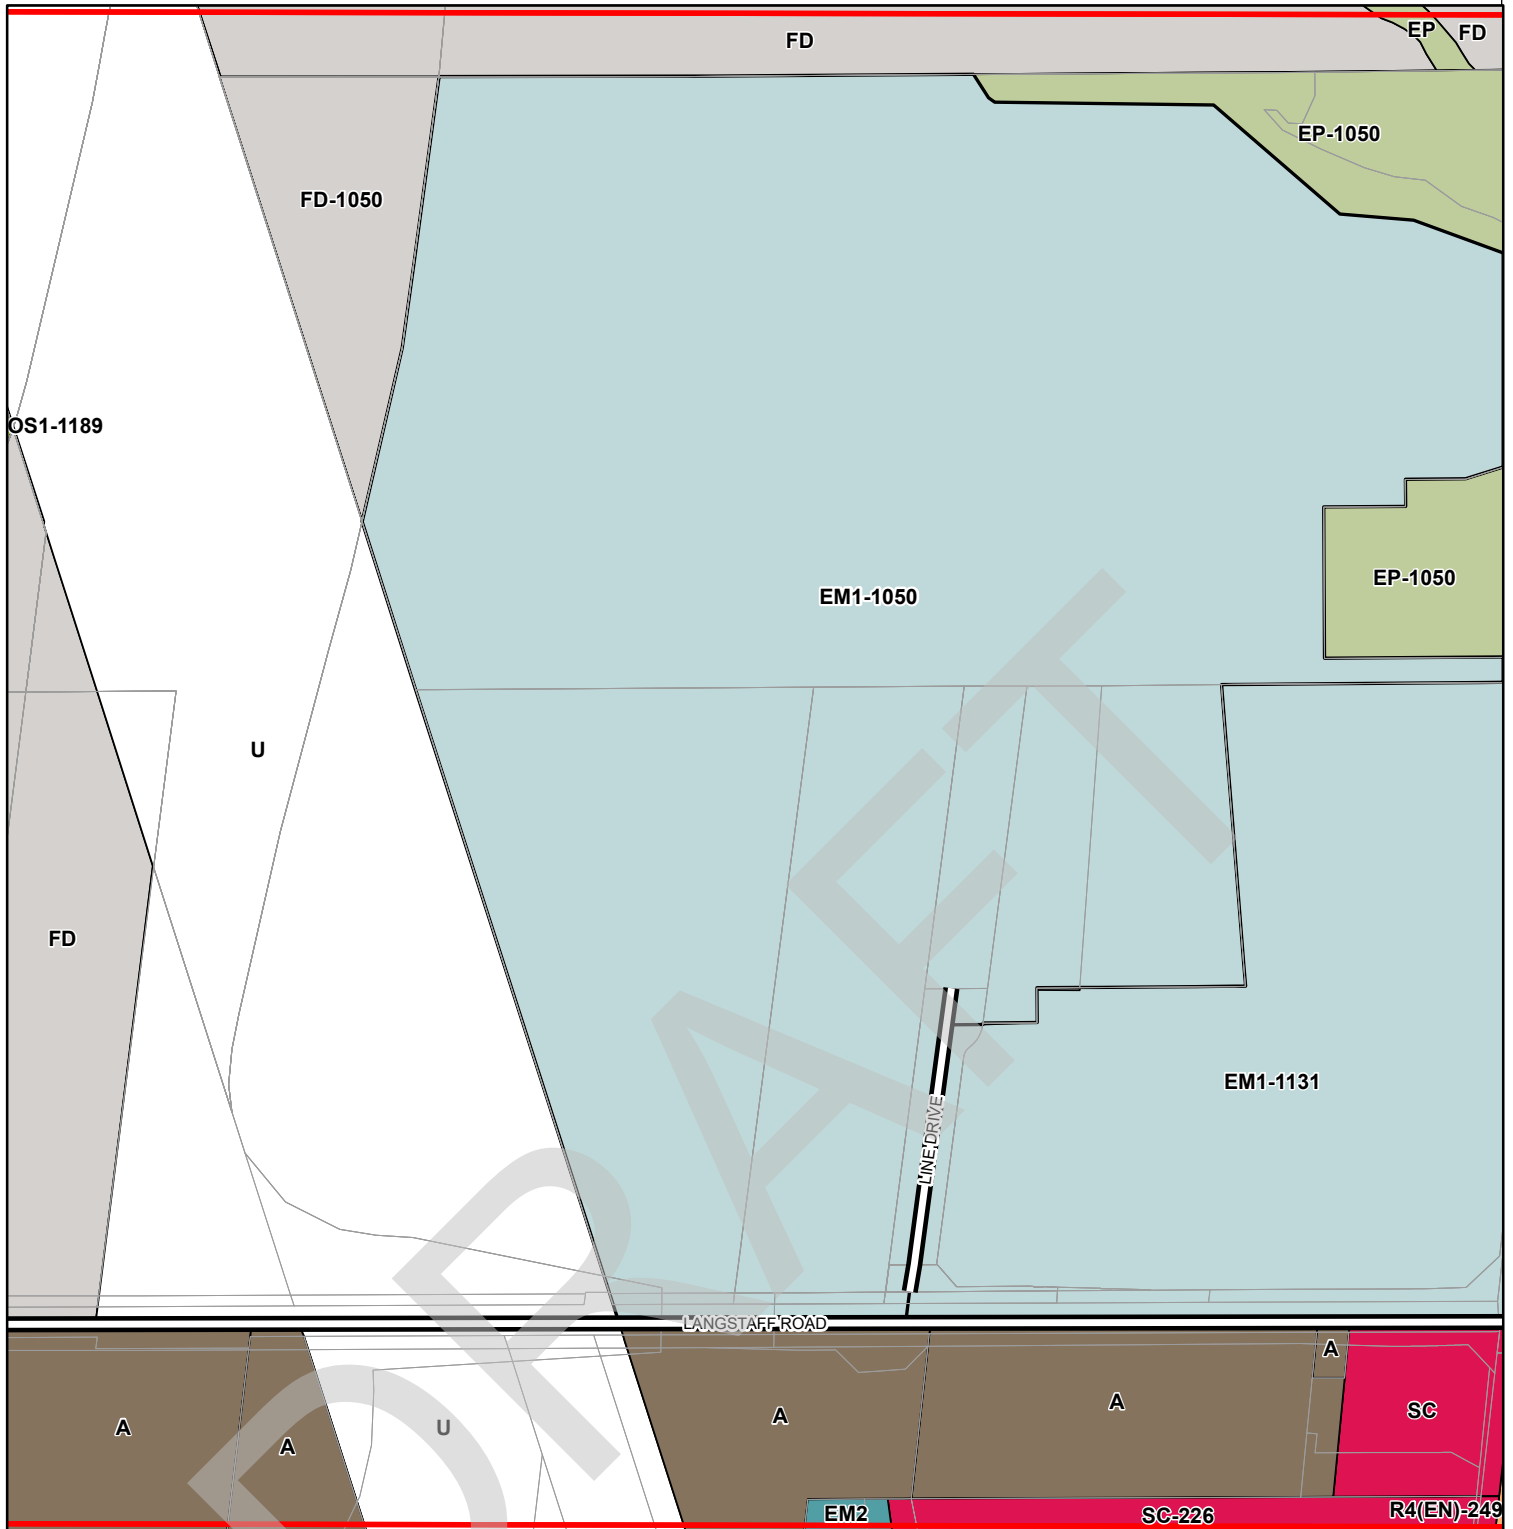 FD
EP
FD
EP-1050
FD-1050
OS1-1189
EP-1050
EM1-1050
U
FD
EM1-1131
LINE DRIVE
LANGSTAFF ROAD
A
A
A
SC
A
U
A
A
EM2
SC-226
R4(EN)-249
DRAFT